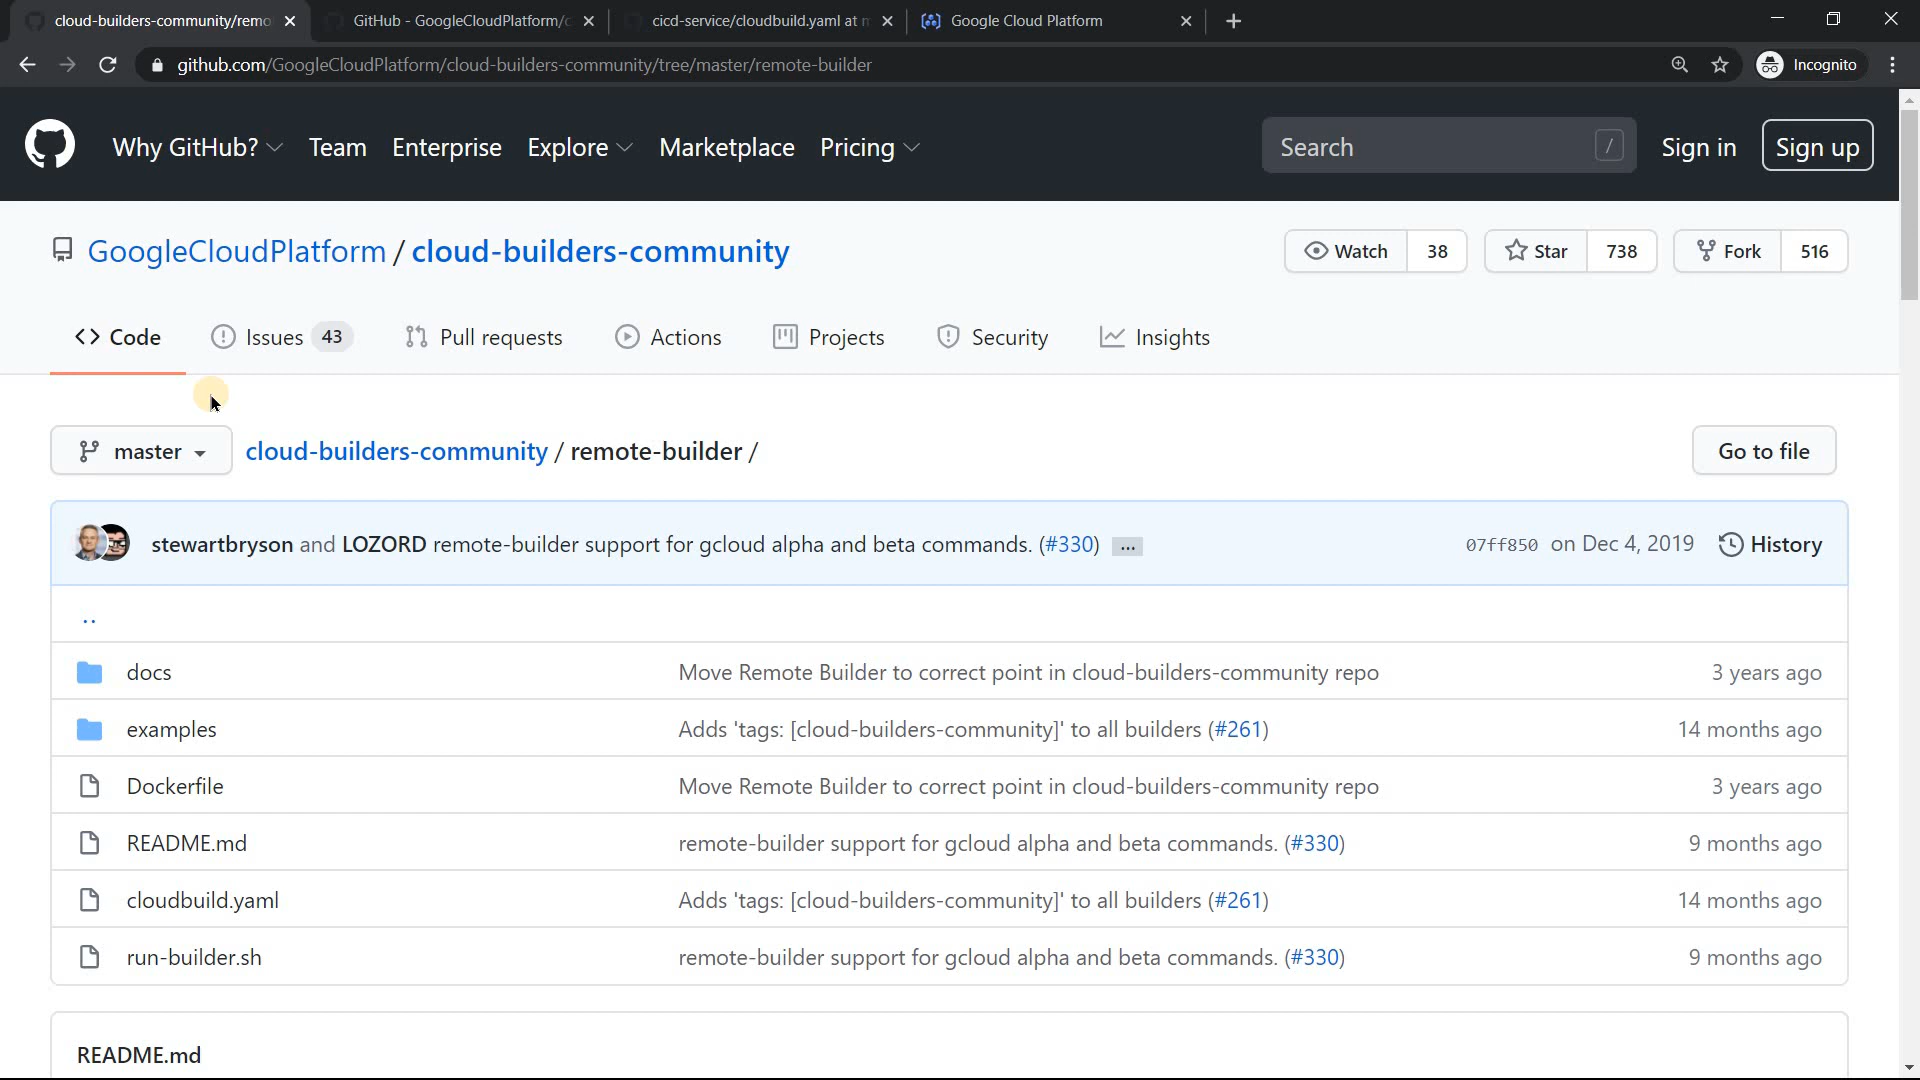 cloud-builders-community/remo
GitHub - GoogleCloudPlatform/c
cicd-service/cloudbuild.yaml at m
Google Cloud Platform
github.com/GoogleCloudPlatform/cloud-builders-community/tree/master/remote-builder
Incognito
Why GitHub? Team Enterprise Explore Marketplace Pricing
Search /
Sign in Sign up
GoogleCloudPlatform / cloud-builders-community
Watch 38 Star 738 Fork 516
Code Issues 43 Pull requests Actions Projects Security Insights
master cloud-builders-community / remote-builder /
Go to file
stewartbryson and LOZORD remote-builder support for gcloud alpha and beta commands. (#330) ... 07ff850 on Dec 4, 2019 History
..
docs Move Remote Builder to correct point in cloud-builders-community repo 3 years ago
examples Adds 'tags: [cloud-builders-community]' to all builders (#261) 14 months ago
Dockerfile Move Remote Builder to correct point in cloud-builders-community repo 3 years ago
README.md remote-builder support for gcloud alpha and beta commands. (#330) 9 months ago
cloudbuild.yaml Adds 'tags: [cloud-builders-community]' to all builders (#261) 14 months ago
run-builder.sh remote-builder support for gcloud alpha and beta commands. (#330) 9 months ago
README.md